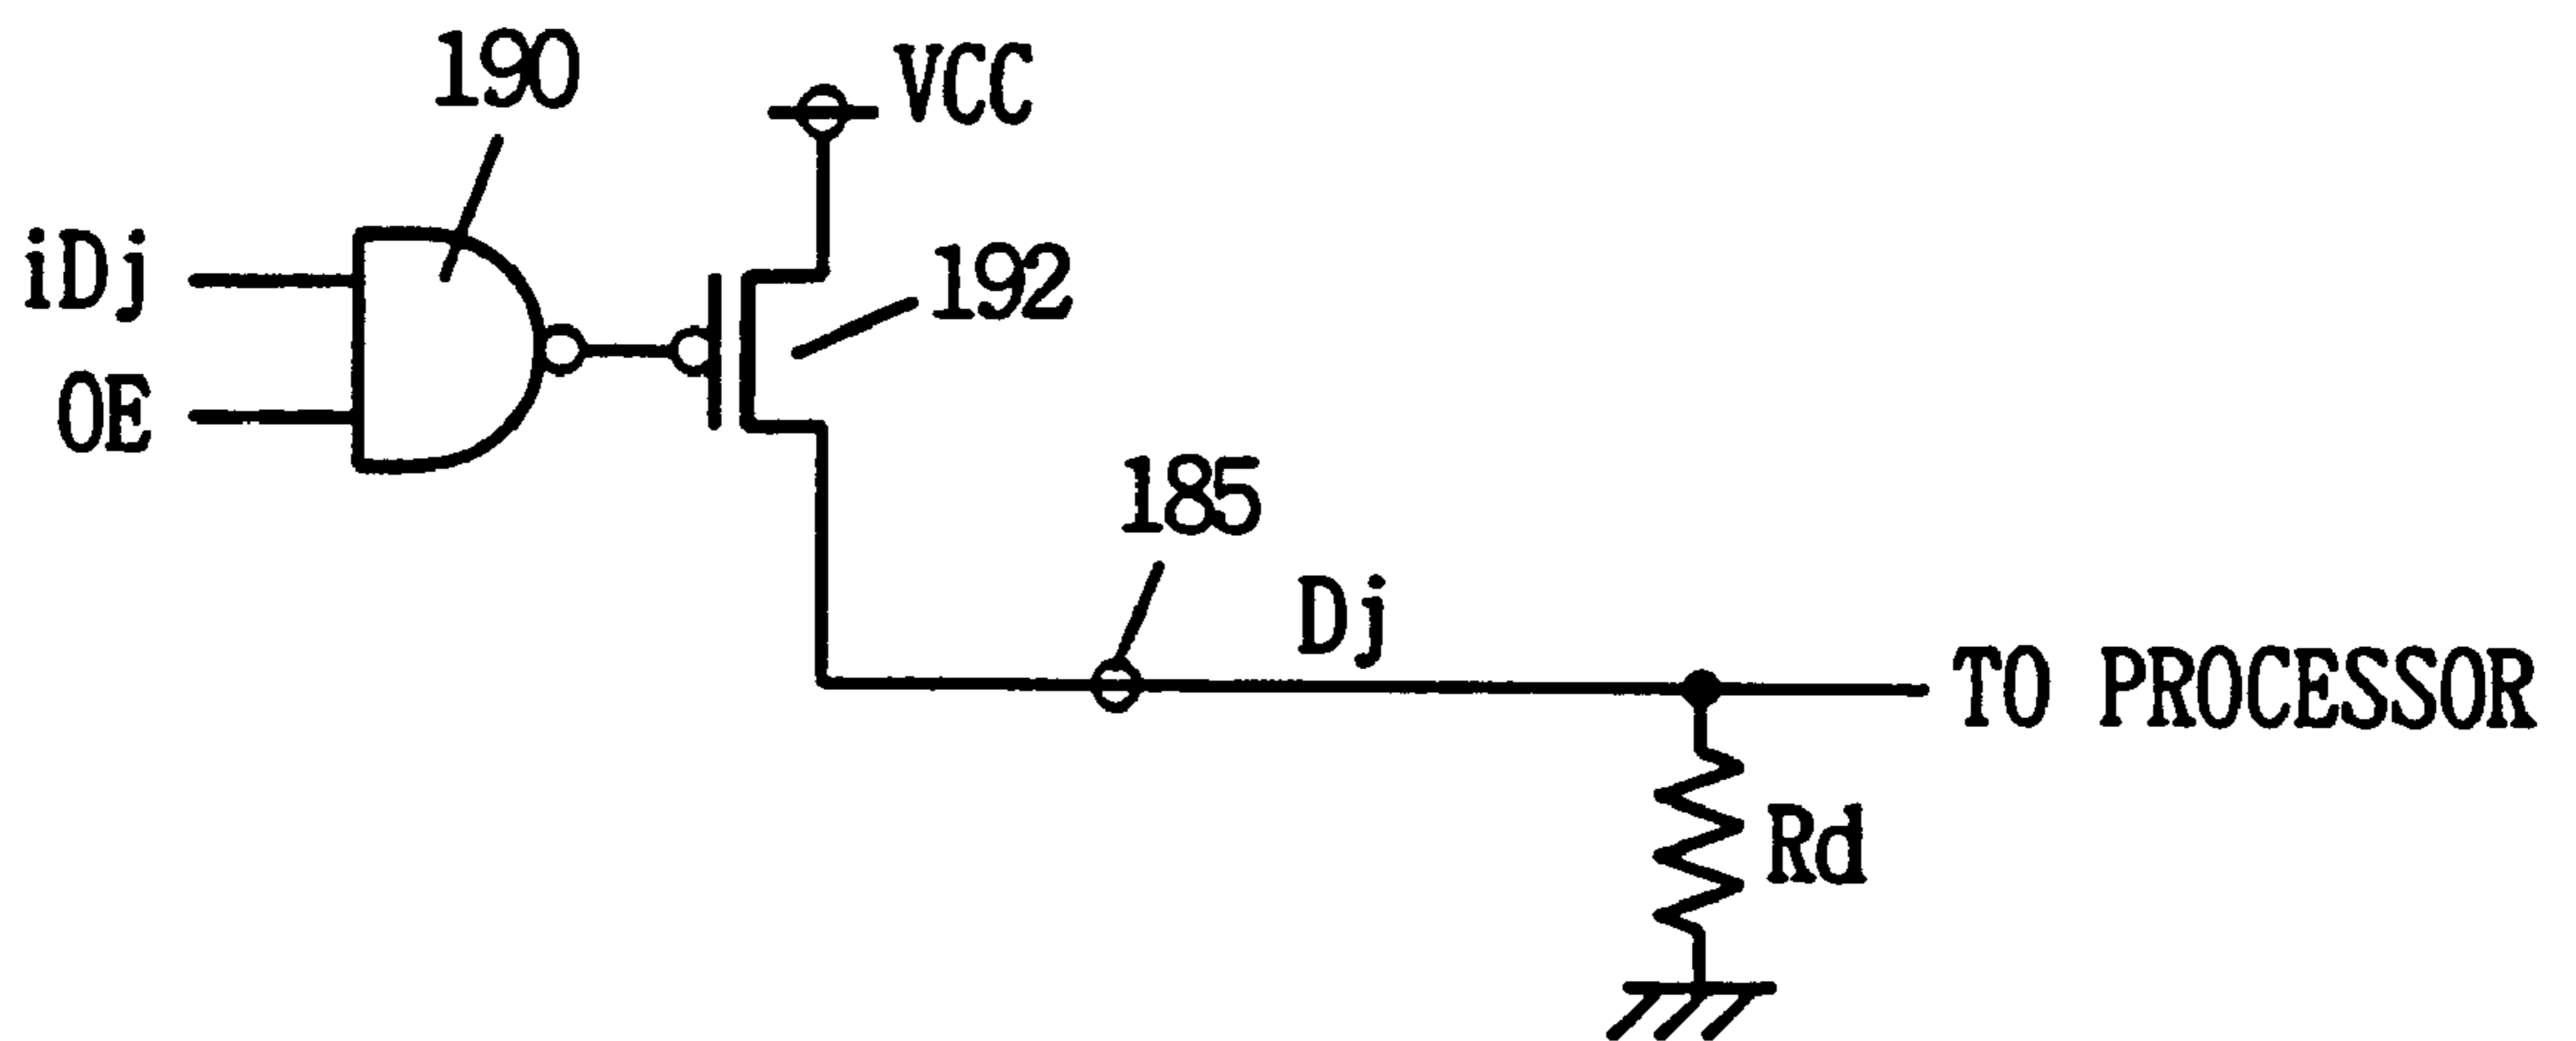 190
VCC
iDj
192
OE
185
Dj
TO PROCESSOR
Rd